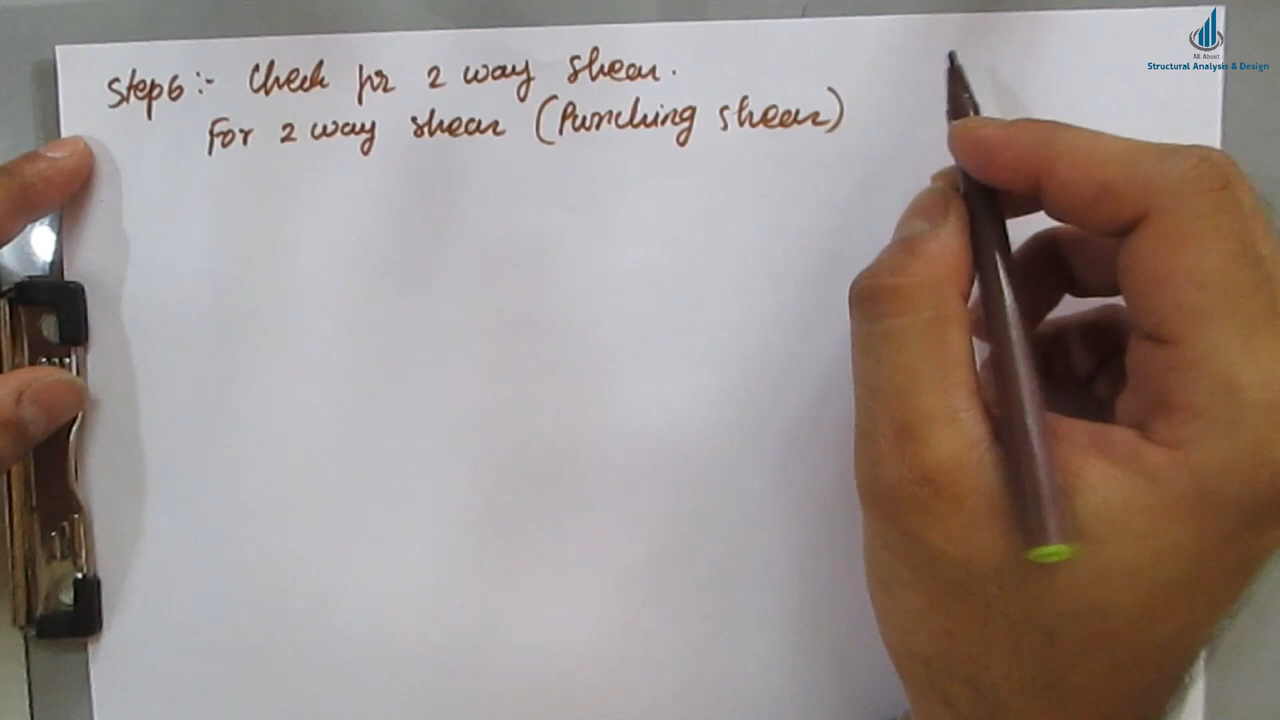 Step6:- Check for 2 way shear.
For 2 way shear (Punching shear)
All About
Structural Analysis & Design